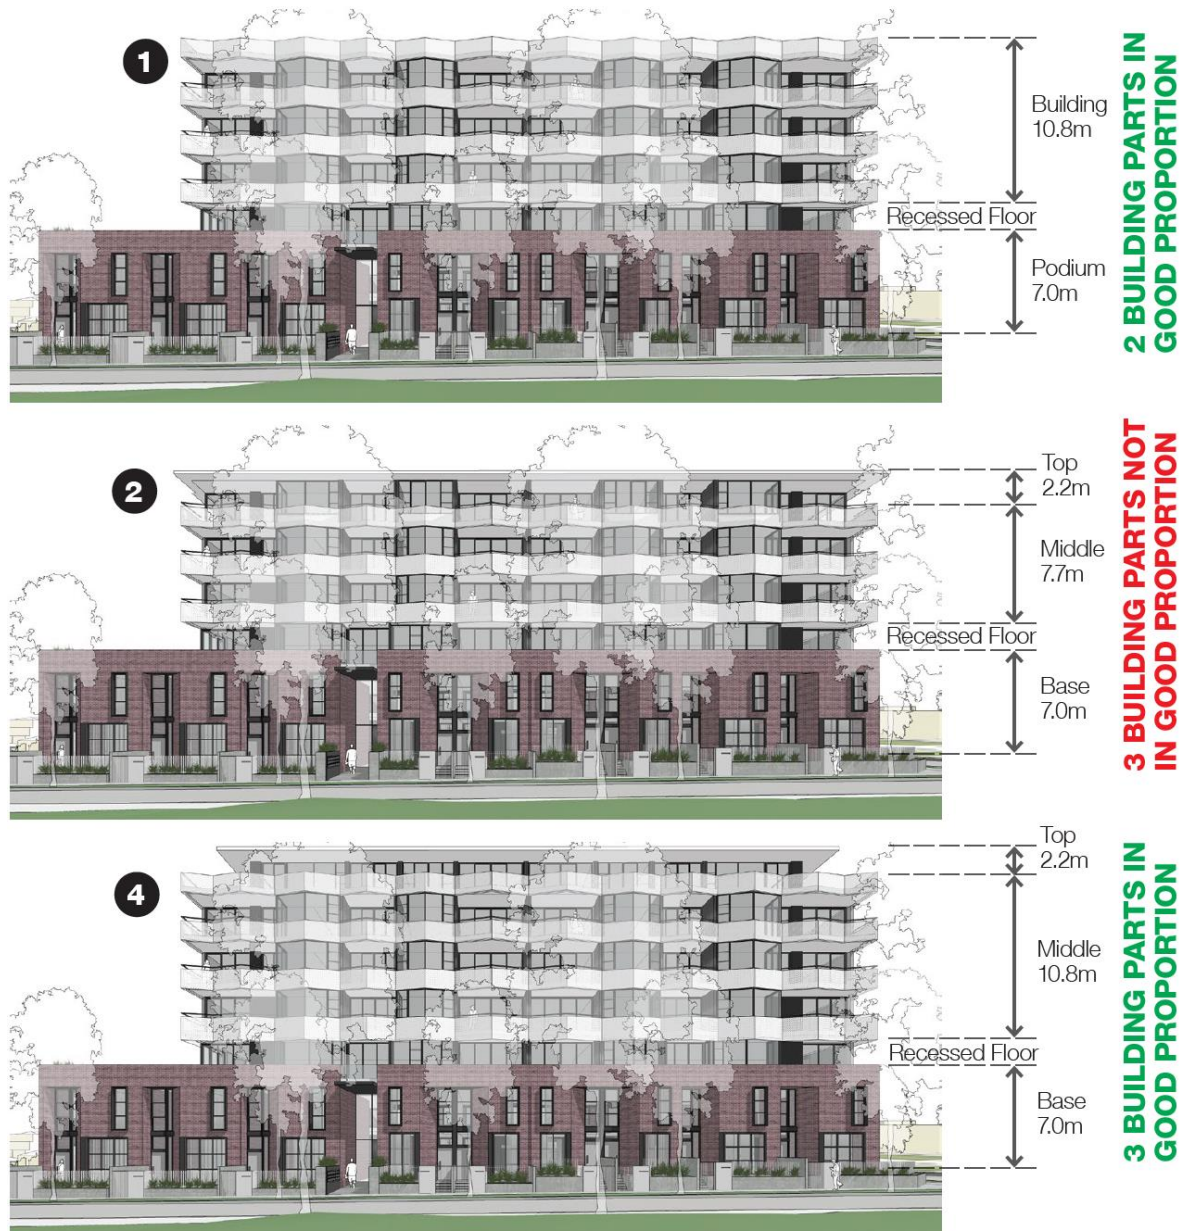 1
Building
10.8m
Recessed Floor
Podium
7.0m
2 BUILDING PARTS IN
GOOD PROPORTION
2
Top
2.2m
Middle
7.7m
Recessed Floor
Base
7.0m
3 BUILDING PARTS NOT
IN GOOD PROPORTION
4
Top
2.2m
Middle
10.8m
Recessed Floor
Base
7.0m
3 BUILDING PARTS IN
GOOD PROPORTION